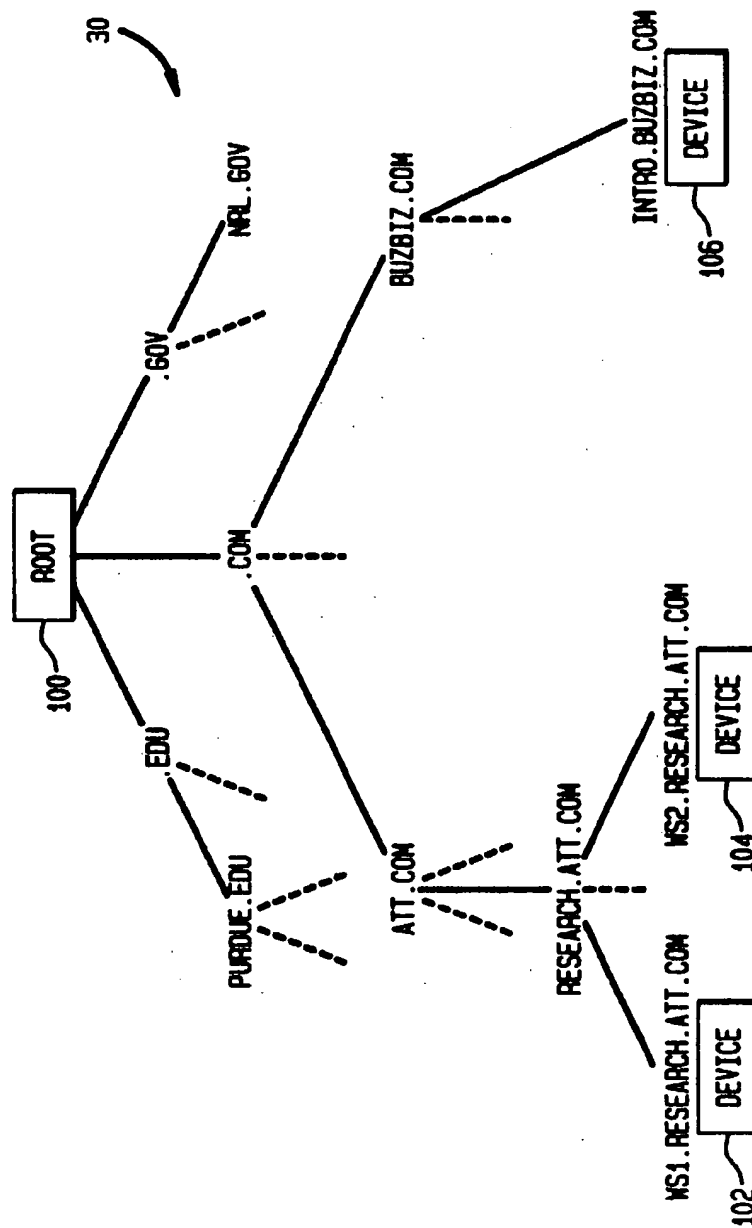 30
ROOT
100
.EDU
.GOV
PURDUE.EDU
.COM
NRL.GOV
ATT.COM
BUZBIZ.COM
RESEARCH.ATT.COM
WS1.RESEARCH.ATT.COM
WS2.RESEARCH.ATT.COM
INTRO.BUZBIZ.COM
DEVICE
DEVICE
DEVICE
102
104
106